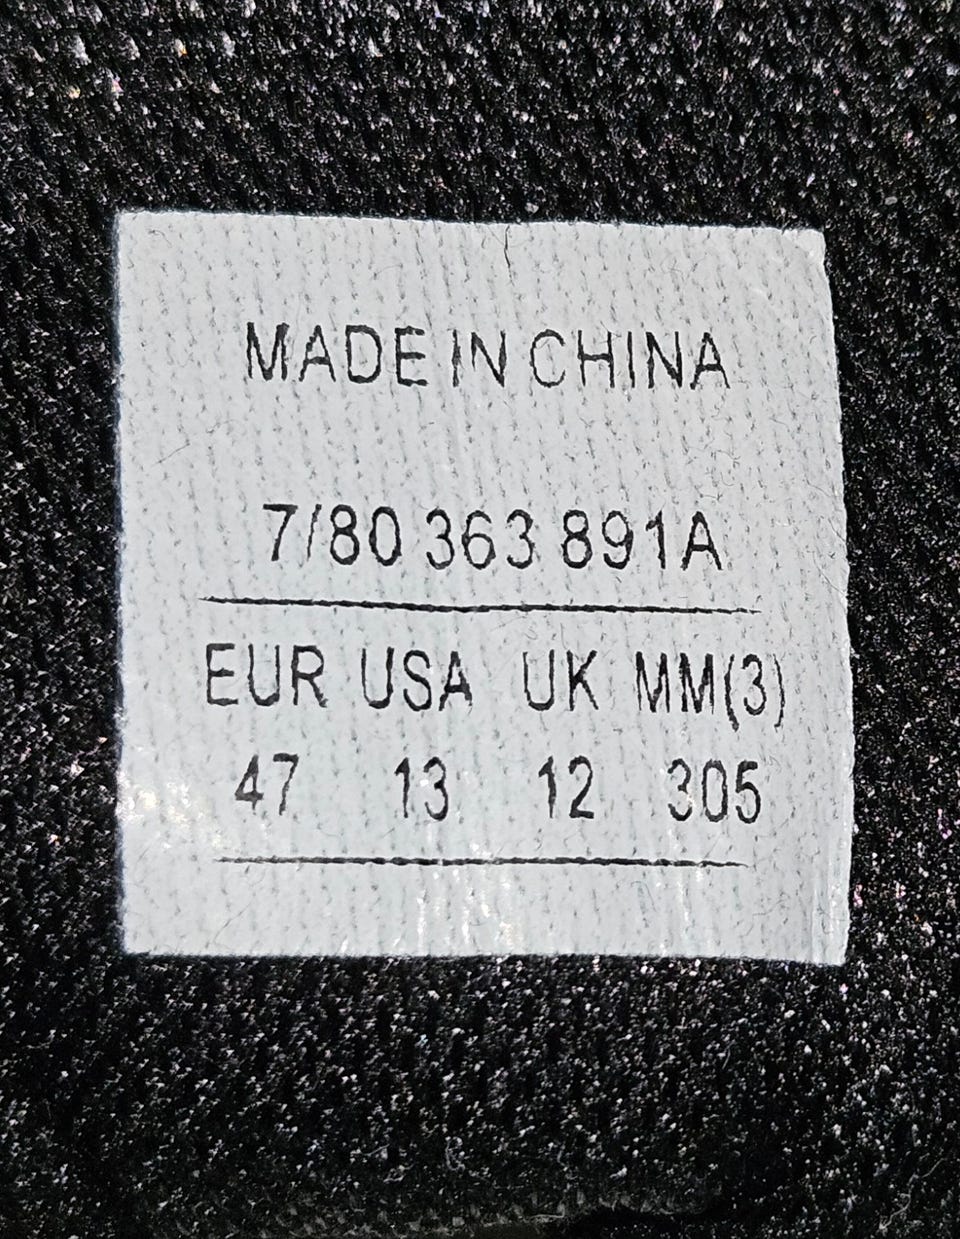 MADE IN CHINA
7/80 363 891A
EUR USA UK MM(3)
47 13 12 305